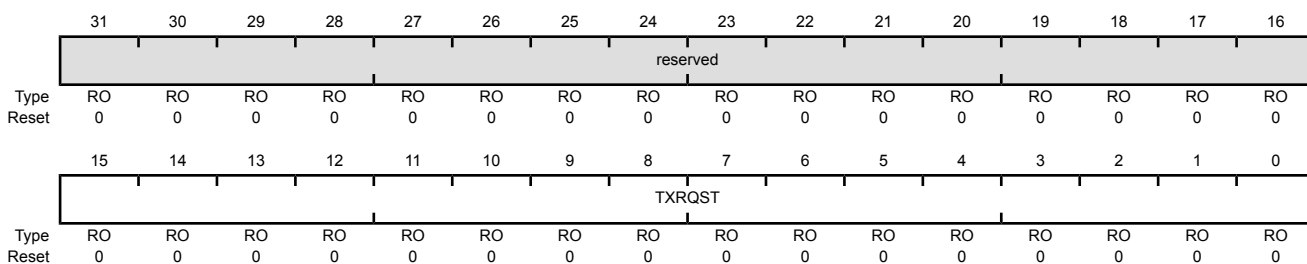 31 30 29 28 27 26 25 24 23 22 21 20 19 18 17 16
reserved
Type RO RO RO RO RO RO RO RO RO RO RO RO RO RO RO RO
Reset 0 0 0 0 0 0 0 0 0 0 0 0 0 0 0 0
15 14 13 12 11 10 9 8 7 6 5 4 3 2 1 0
TXRQST
Type RO RO RO RO RO RO RO RO RO RO RO RO RO RO RO RO
Reset 0 0 0 0 0 0 0 0 0 0 0 0 0 0 0 0